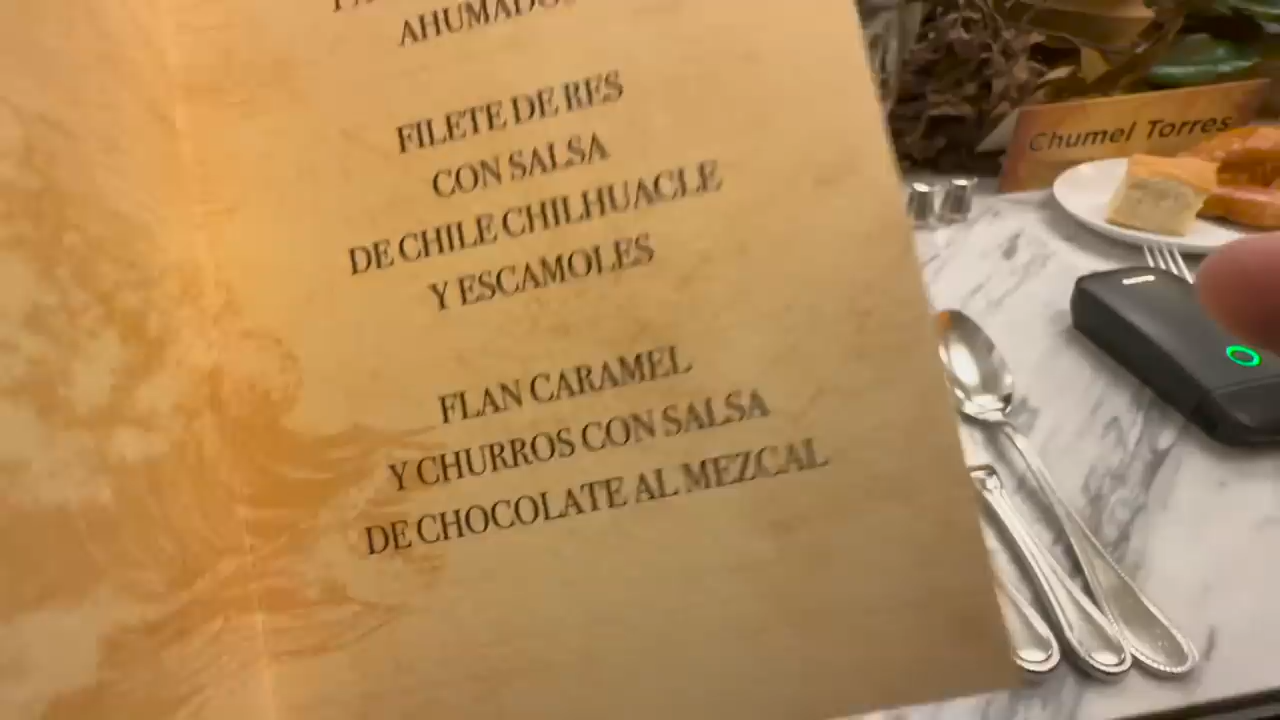 AHUMADOS
FILETE DE RES
CON SALSA
DE CHILE CHILHUACLE
Y ESCAMOLES
FLAN CARAMEL
Y CHURROS CON SALSA
DE CHOCOLATE AL MEZCAL
Chumel Torres